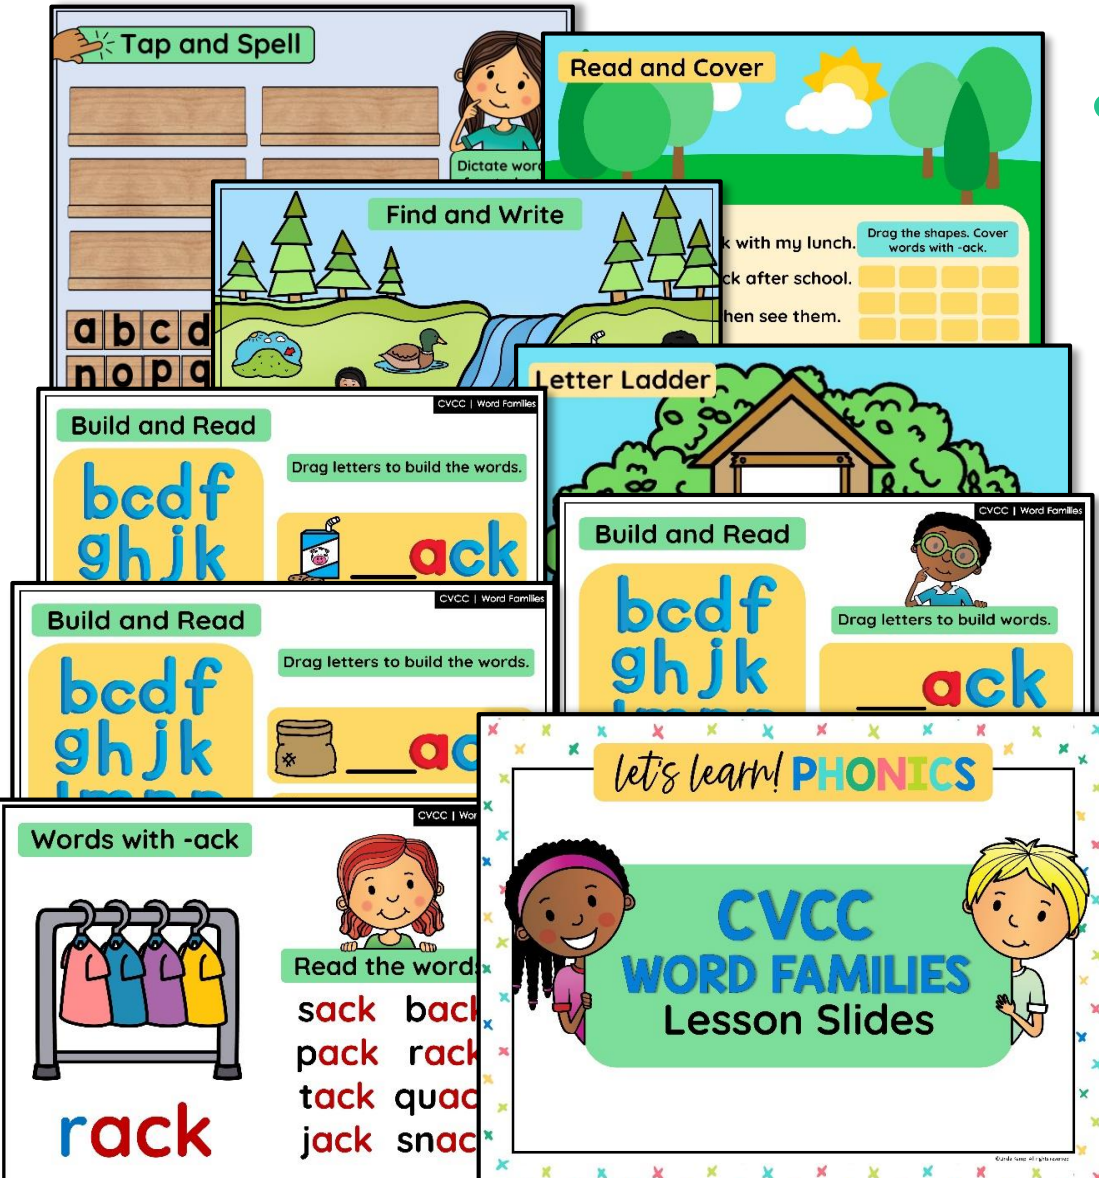 Tap and Spell
Dictate
a b c d
n o p q
Read and Cover
with my lunch.
after school.
see them.
Drag the shapes. Cover
words with -ack.
Find and Write
Letter Ladder
CVCC | Word Families
Build and Read
Drag letters to build the words.
bcdf
ghjk
ack
CVCC | Word Families
Build and Read
Drag letters to build words.
bcdf
ghjk
ack
CVCC | Word Families
Build and Read
Drag letters to build the words.
bcdf
ghjk
a
CVCC |
Words with -ack
Read the
sack
pack
tack
jack
rack
let's learn! PHONICS
CVCC
WORD FAMILIES
Lesson Slides